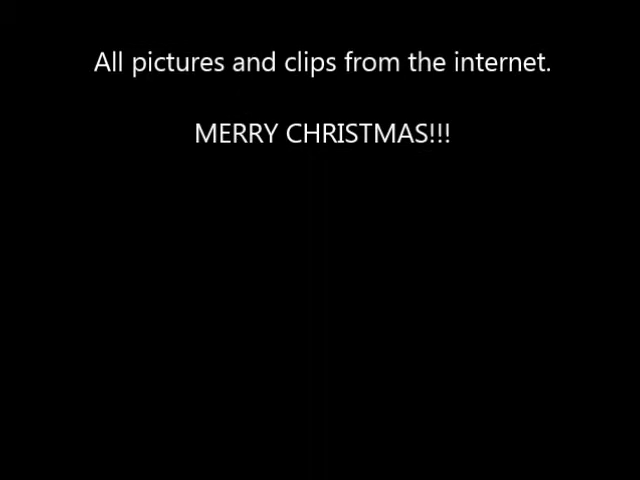 All pictures and clips from the internet.
MERRY CHRISTMAS!!!